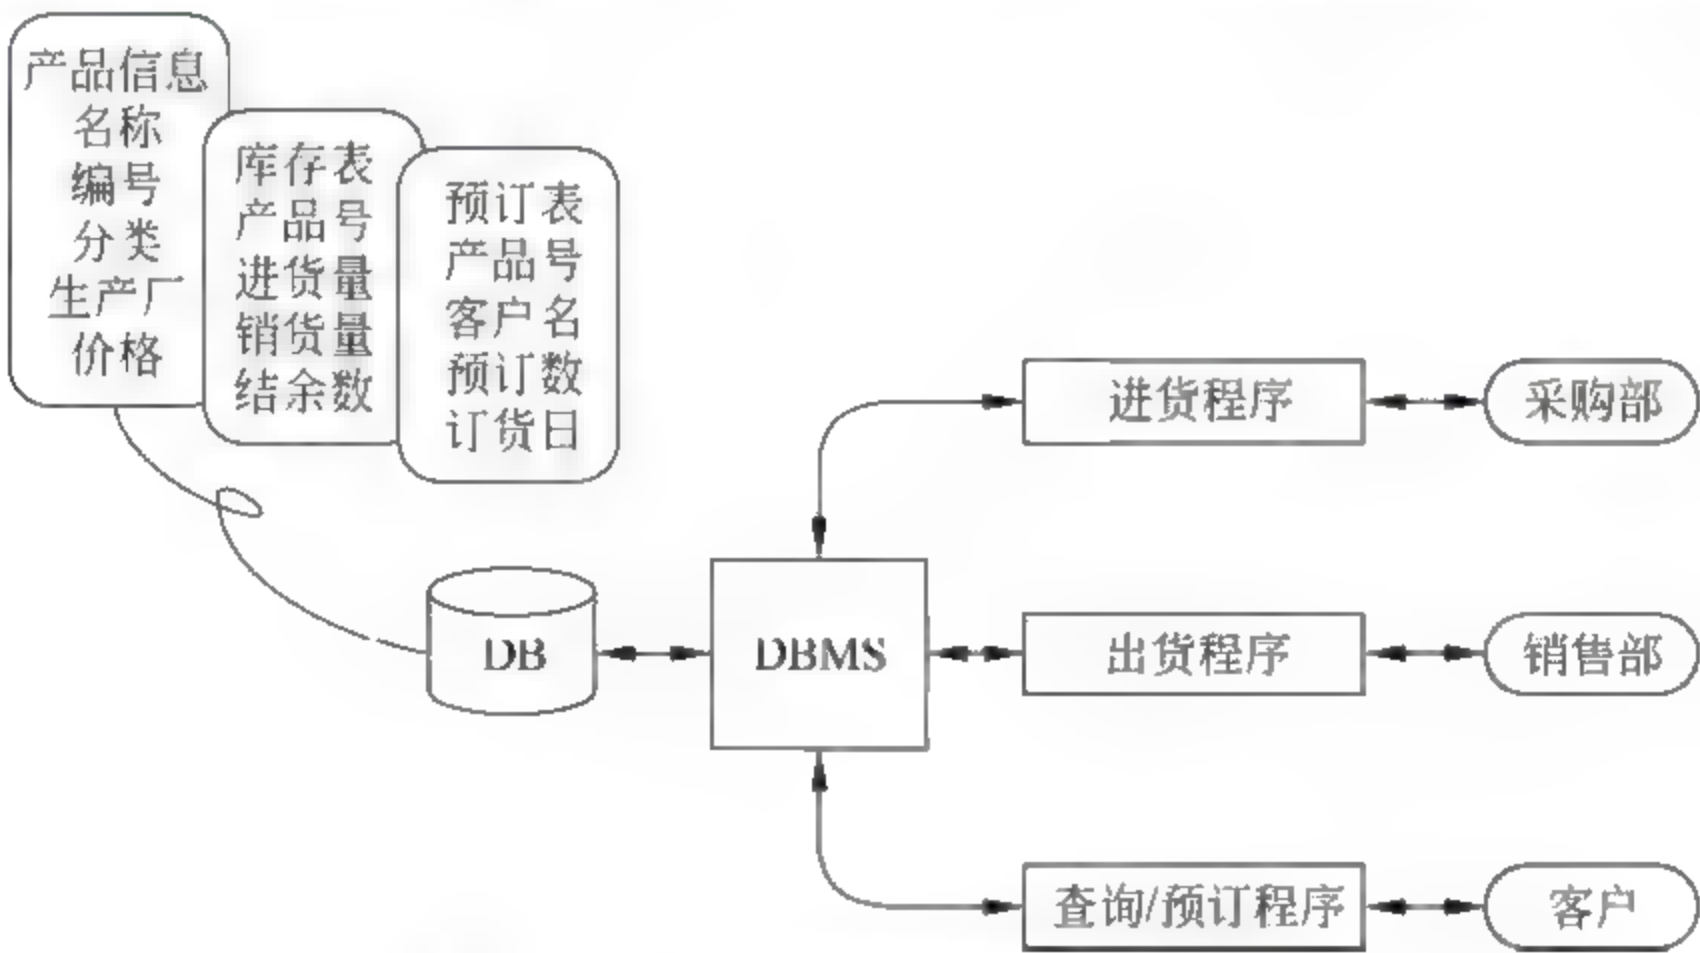 产品信息
名称
编号
分类
生产厂
价格
库存表
产品号
进货量
销货量
结余数
预订表
产品号
客户名
预订数
订货日
进货程序
采购部
DB
DBMS
出货程序
销售部
查询/预订程序
客户